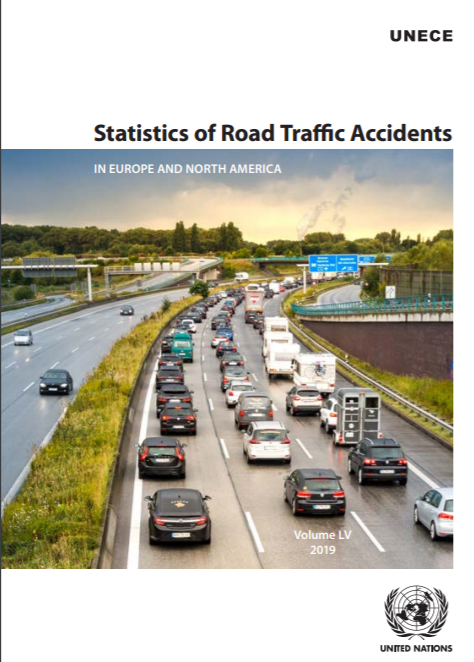 UNECE
Statistics of Road Traffic Accidents
IN EUROPE AND NORTH AMERICA
Volume LV
2019
UNITED NATIONS